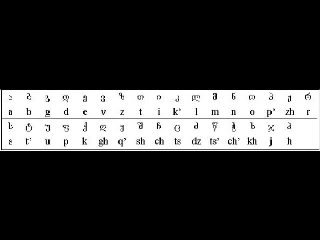 ა ბ გ დ ე ვ ზ თ ი კ ლ მ ნ ო პ ჟ რ
a b g d e v z t i k' l m n o p' zh r
ს ტ უ ფ ქ ღ ყ შ ჩ ც ძ წ ჭ ხ ჯ ჰ
s t' u p k gh q' sh ch ts dz ts' ch' kh j h